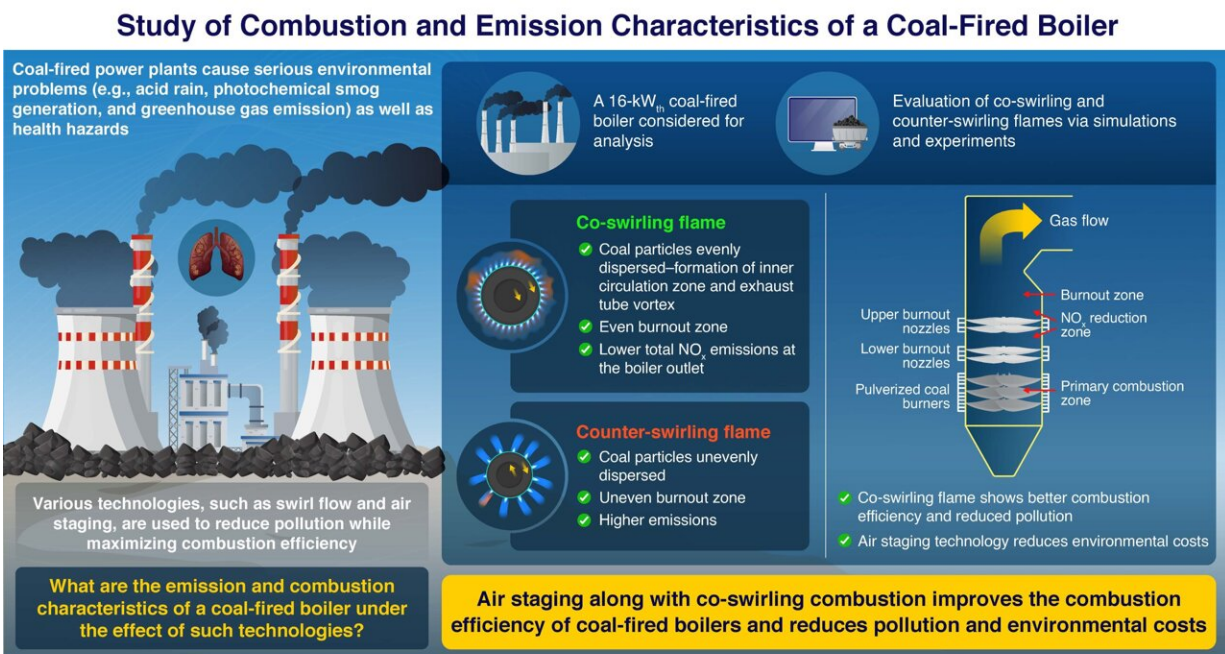 Study of Combustion and Emission Characteristics of a Coal-Fired Boiler
Coal-fired power plants cause serious environmental
problems (e.g., acid rain, photochemical smog
generation, and greenhouse gas emission) as well as
health hazards
Various technologies, such as swirl flow and air
staging, are used to reduce pollution while
maximizing combustion efficiency
What are the emission and combustion
characteristics of a coal-fired boiler under
the effect of such technologies?
A 16-kWth coal-fired
boiler considered for
analysis
Evaluation of co-swirling and
counter-swirling flames via simulations
and experiments
Co-swirling flame
Coal particles evenly
dispersed–formation of inner
circulation zone and exhaust
tube vortex
Even burnout zone
Lower total NOx emissions at
the boiler outlet
Counter-swirling flame
Coal particles unevenly
dispersed
Uneven burnout zone
Higher emissions
Gas flow
Burnout zone
Upper burnout
nozzles
NOx reduction
zone
Lower burnout
nozzles
Pulverized coal
burners
Primary combustion
zone
Co-swirling flame shows better combustion
efficiency and reduced pollution
Air staging technology reduces environmental costs
Air staging along with co-swirling combustion improves the combustion
efficiency of coal-fired boilers and reduces pollution and environmental costs